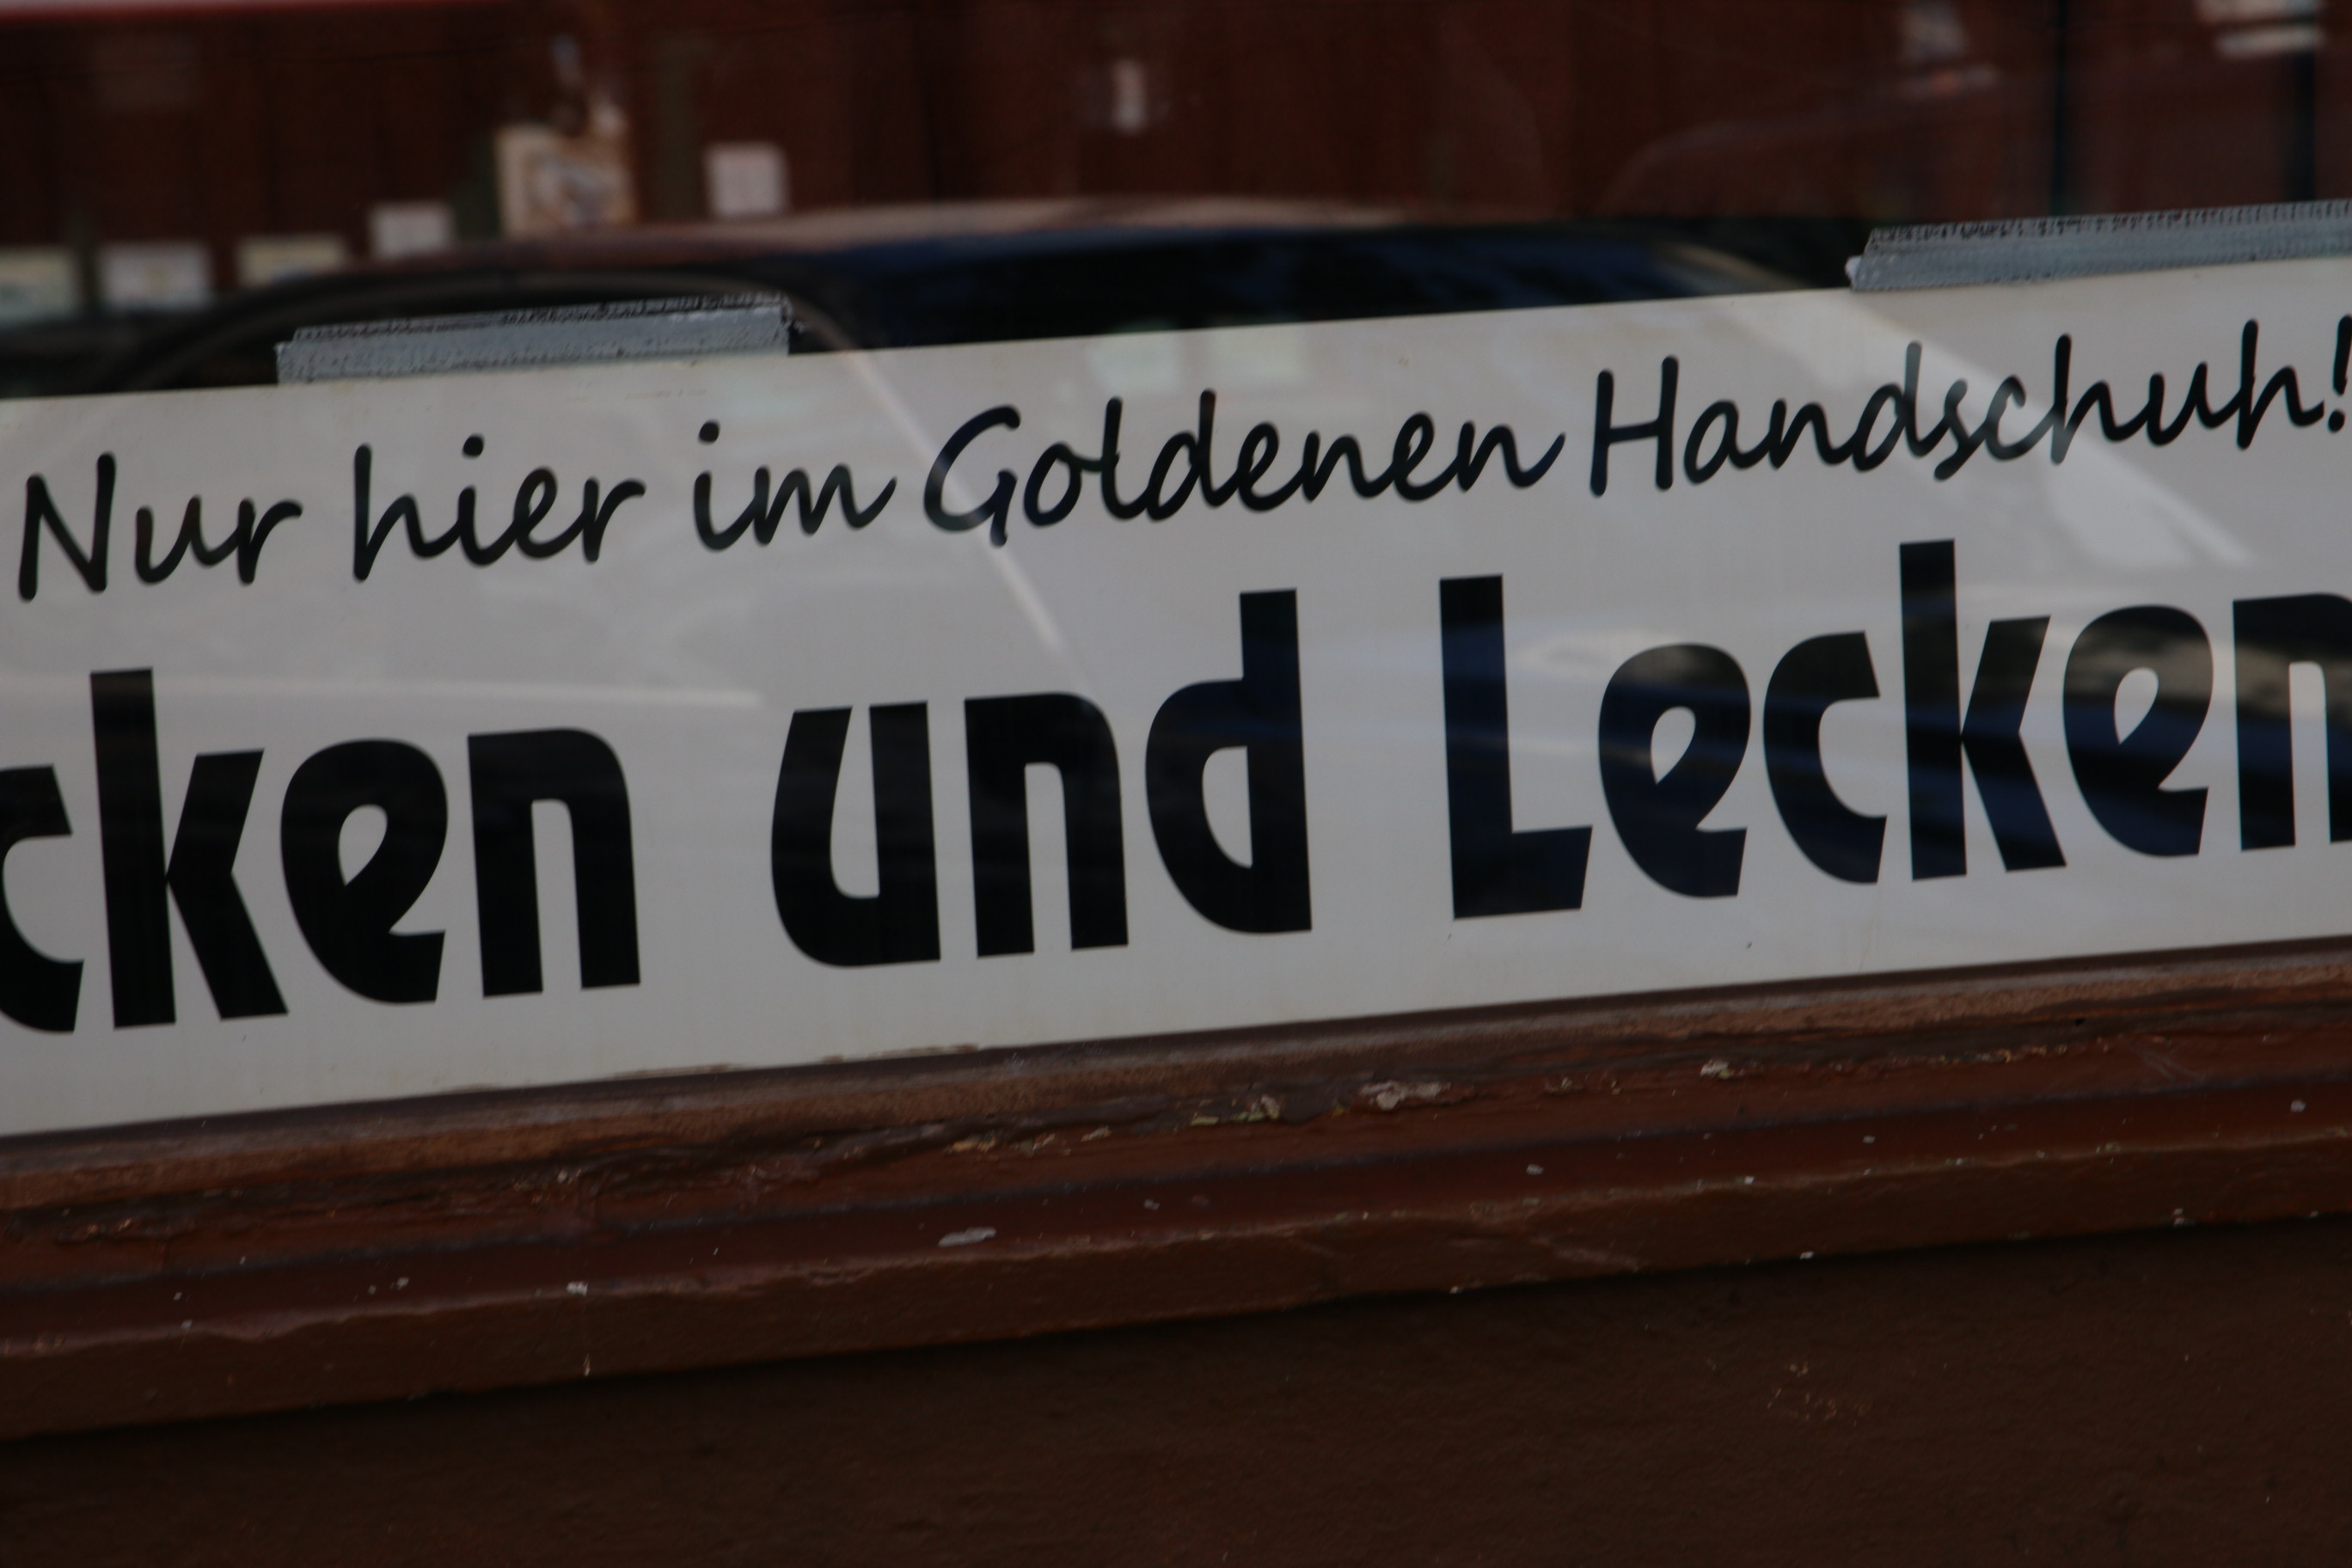 Nur hier im Goldenen Handschuh!
cken und Lecken